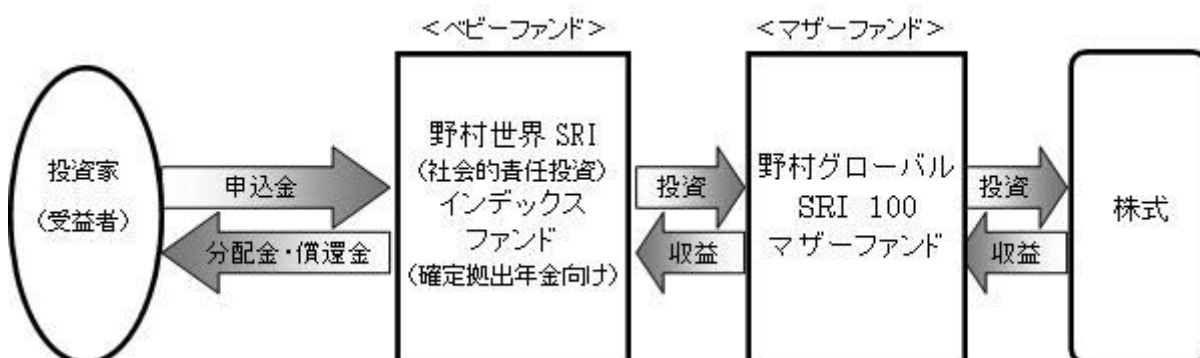 <ベビーファンド>
<マザーファンド>
投資家
(受益者)
申込金
分配金・償還金
野村世界 SRI
(社会的責任投資)
インデックス
ファンド
(確定拠出年金向け)
投資
収益
野村グローバル
SRI 100
マザーファンド
投資
収益
株式